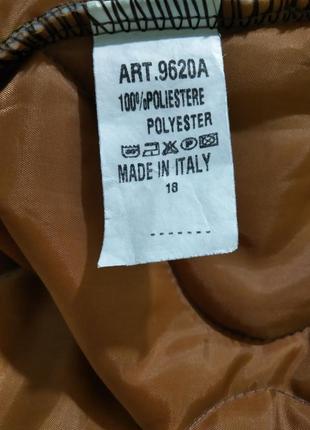 ART.9620A
100%POLIESTERE
POLYESTER
MADE IN ITALY
18